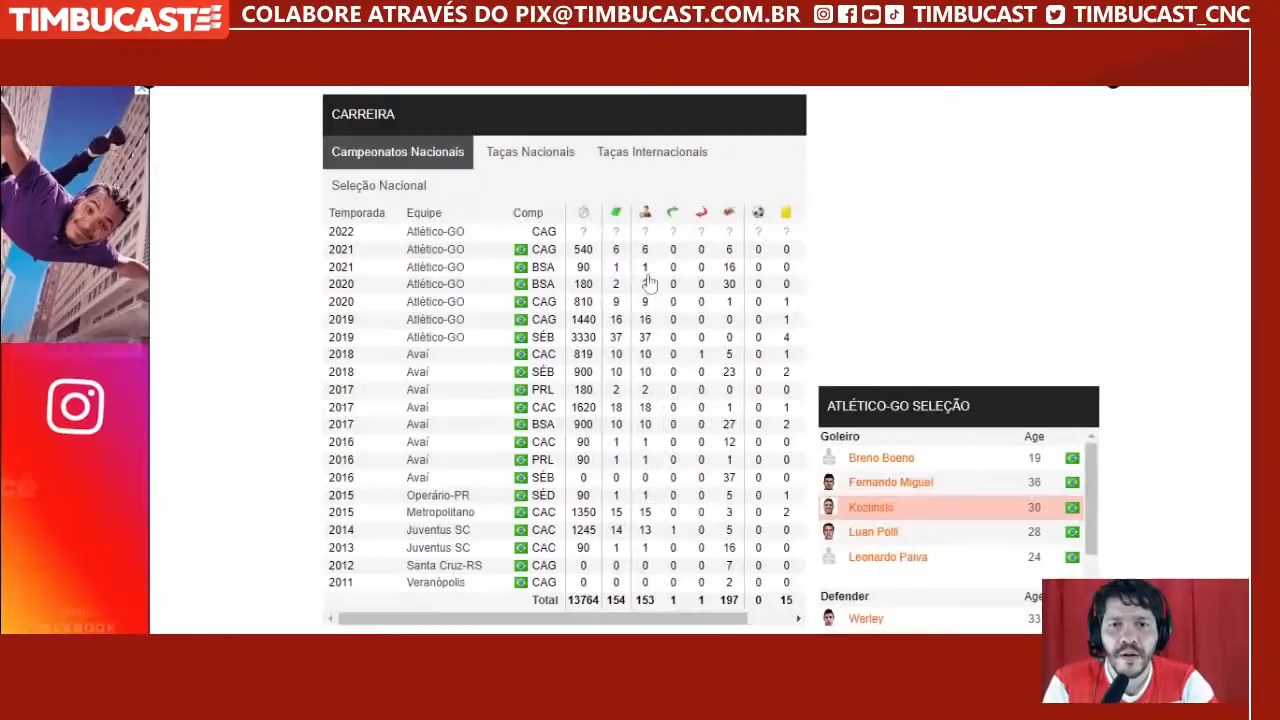 TIMBUCASTE
COLABORE ATRAVÉS DO PIX@TIMBUCAST.COM.BR TIMBUCAST TIMBUCAST_CNC
CARREIRA
Campeonatos Nacionais Taças Nacionais Taças Internacionais
Seleção Nacional
Temporada Equipe Comp
2022 Atlético-GO CAG ? ? ? ? ? ? ? ?
2021 Atlético-GO CAG 540 6 6 0 0 6 0 0
2021 Atlético-GO BSA 90 1 1 0 0 16 0 0
2020 Atlético-GO BSA 180 2 0 0 30 0 0
2020 Atlético-GO CAG 810 9 9 0 0 1 0 1
2019 Atlético-GO CAG 1440 16 16 0 0 0 0 1
2019 Atlético-GO SÉB 3330 37 37 0 0 0 0 4
2018 Avaí CAC 819 10 10 0 1 5 0 1
2018 Avaí SÉB 900 10 10 0 0 23 0 2
2017 Avaí PRL 180 2 2 0 0 0 0 0
2017 Avaí CAC 1620 18 18 0 0 1 0 1
2017 Avaí BSA 900 10 10 0 0 27 0 2
2016 Avaí CAC 90 1 1 0 0 12 0 0
2016 Avaí PRL 90 1 1 0 0 1 0 0
2016 Avaí SÉB 0 0 0 0 0 37 0 0
2015 Operário-PR SÉD 90 1 1 0 0 5 0 1
2015 Metropolitano CAC 1350 15 15 0 0 3 0 2
2014 Juventus SC CAC 1245 14 13 1 0 5 0 0
2013 Juventus SC CAC 90 1 1 0 0 16 0 0
2012 Santa Cruz-RS CAG 0 0 0 0 0 7 0 0
2011 Veranópolis CAG 0 0 0 0 0 2 0 0
Total 13764 154 153 1 1 197 0 15
ATLÉTICO-GO SELEÇÃO
Goleiro Age
Breno Boeno 19
Fernando Miguel 36
Kozlinski 30
Luan Polli 28
Leonardo Paiva 24
Defender Age
Werley 33